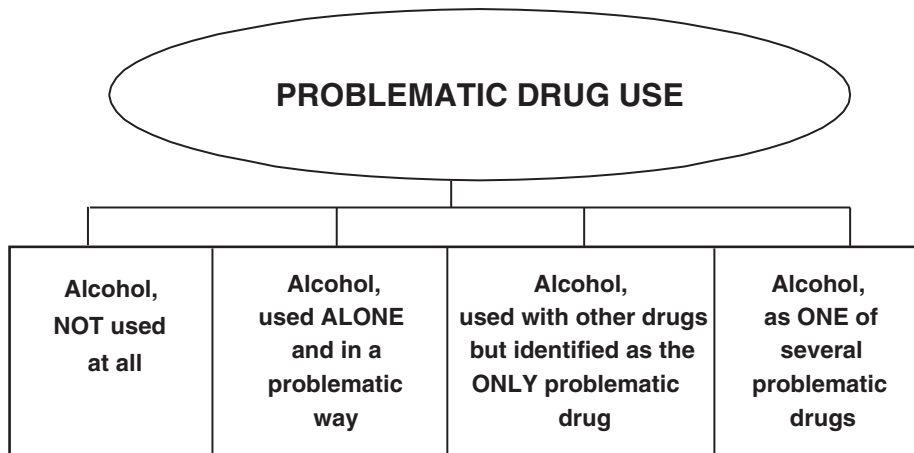 PROBLEMATIC DRUG USE
Alcohol,
NOT used
at all
Alcohol,
used ALONE
and in a
problematic
way
Alcohol,
used with other drugs
but identified as the
ONLY problematic
drug
Alcohol,
as ONE of
several
problematic
drugs